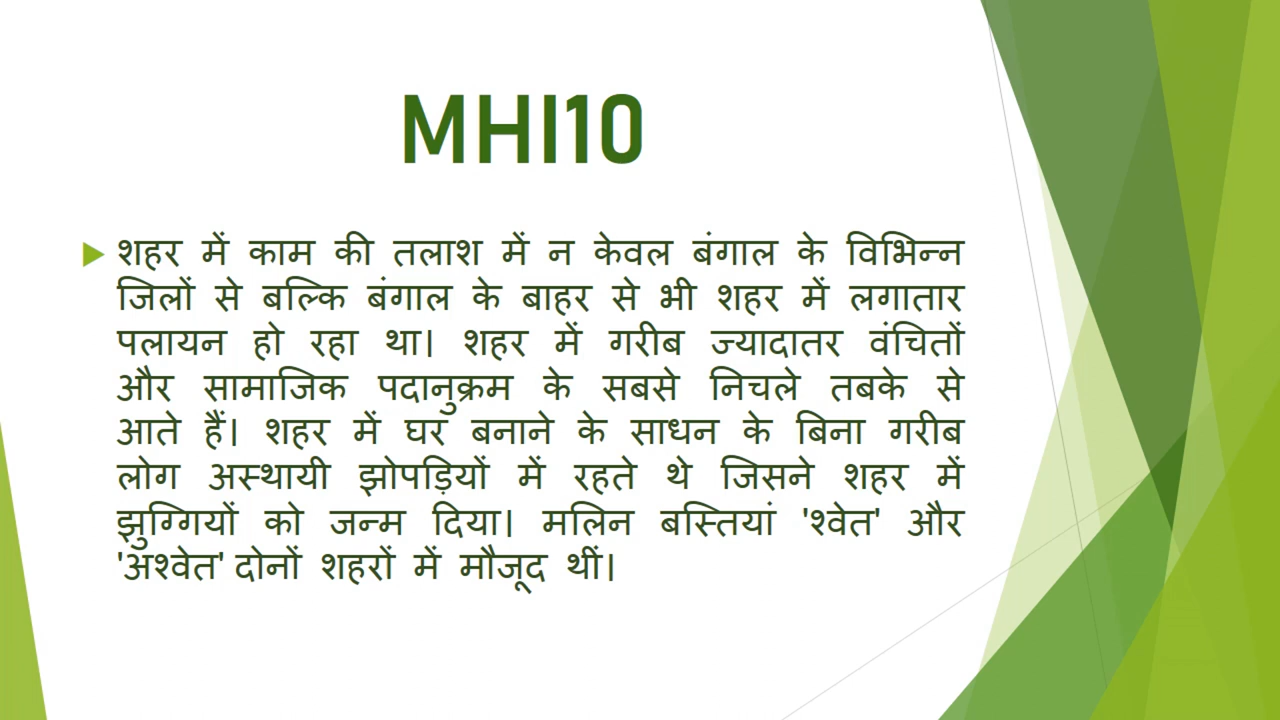 MHI10
शहर में काम की तलाश में न केवल बंगाल के विभिन्न
जिलों से बल्कि बंगाल के बाहर से भी शहर में लगातार
पलायन हो रहा था। शहर में गरीब ज्यादातर वंचितों
और सामाजिक पदानुक्रम के सबसे निचले तबके से
आते हैं। शहर में घर बनाने के साधन के बिना गरीब
लोग अस्थायी झोपड़ियों में रहते थे जिसने शहर में
झुग्गियों को जन्म दिया। मलिन बस्तियां 'श्वेत' और
'अश्वेत' दोनों शहरों में मौजूद थीं।